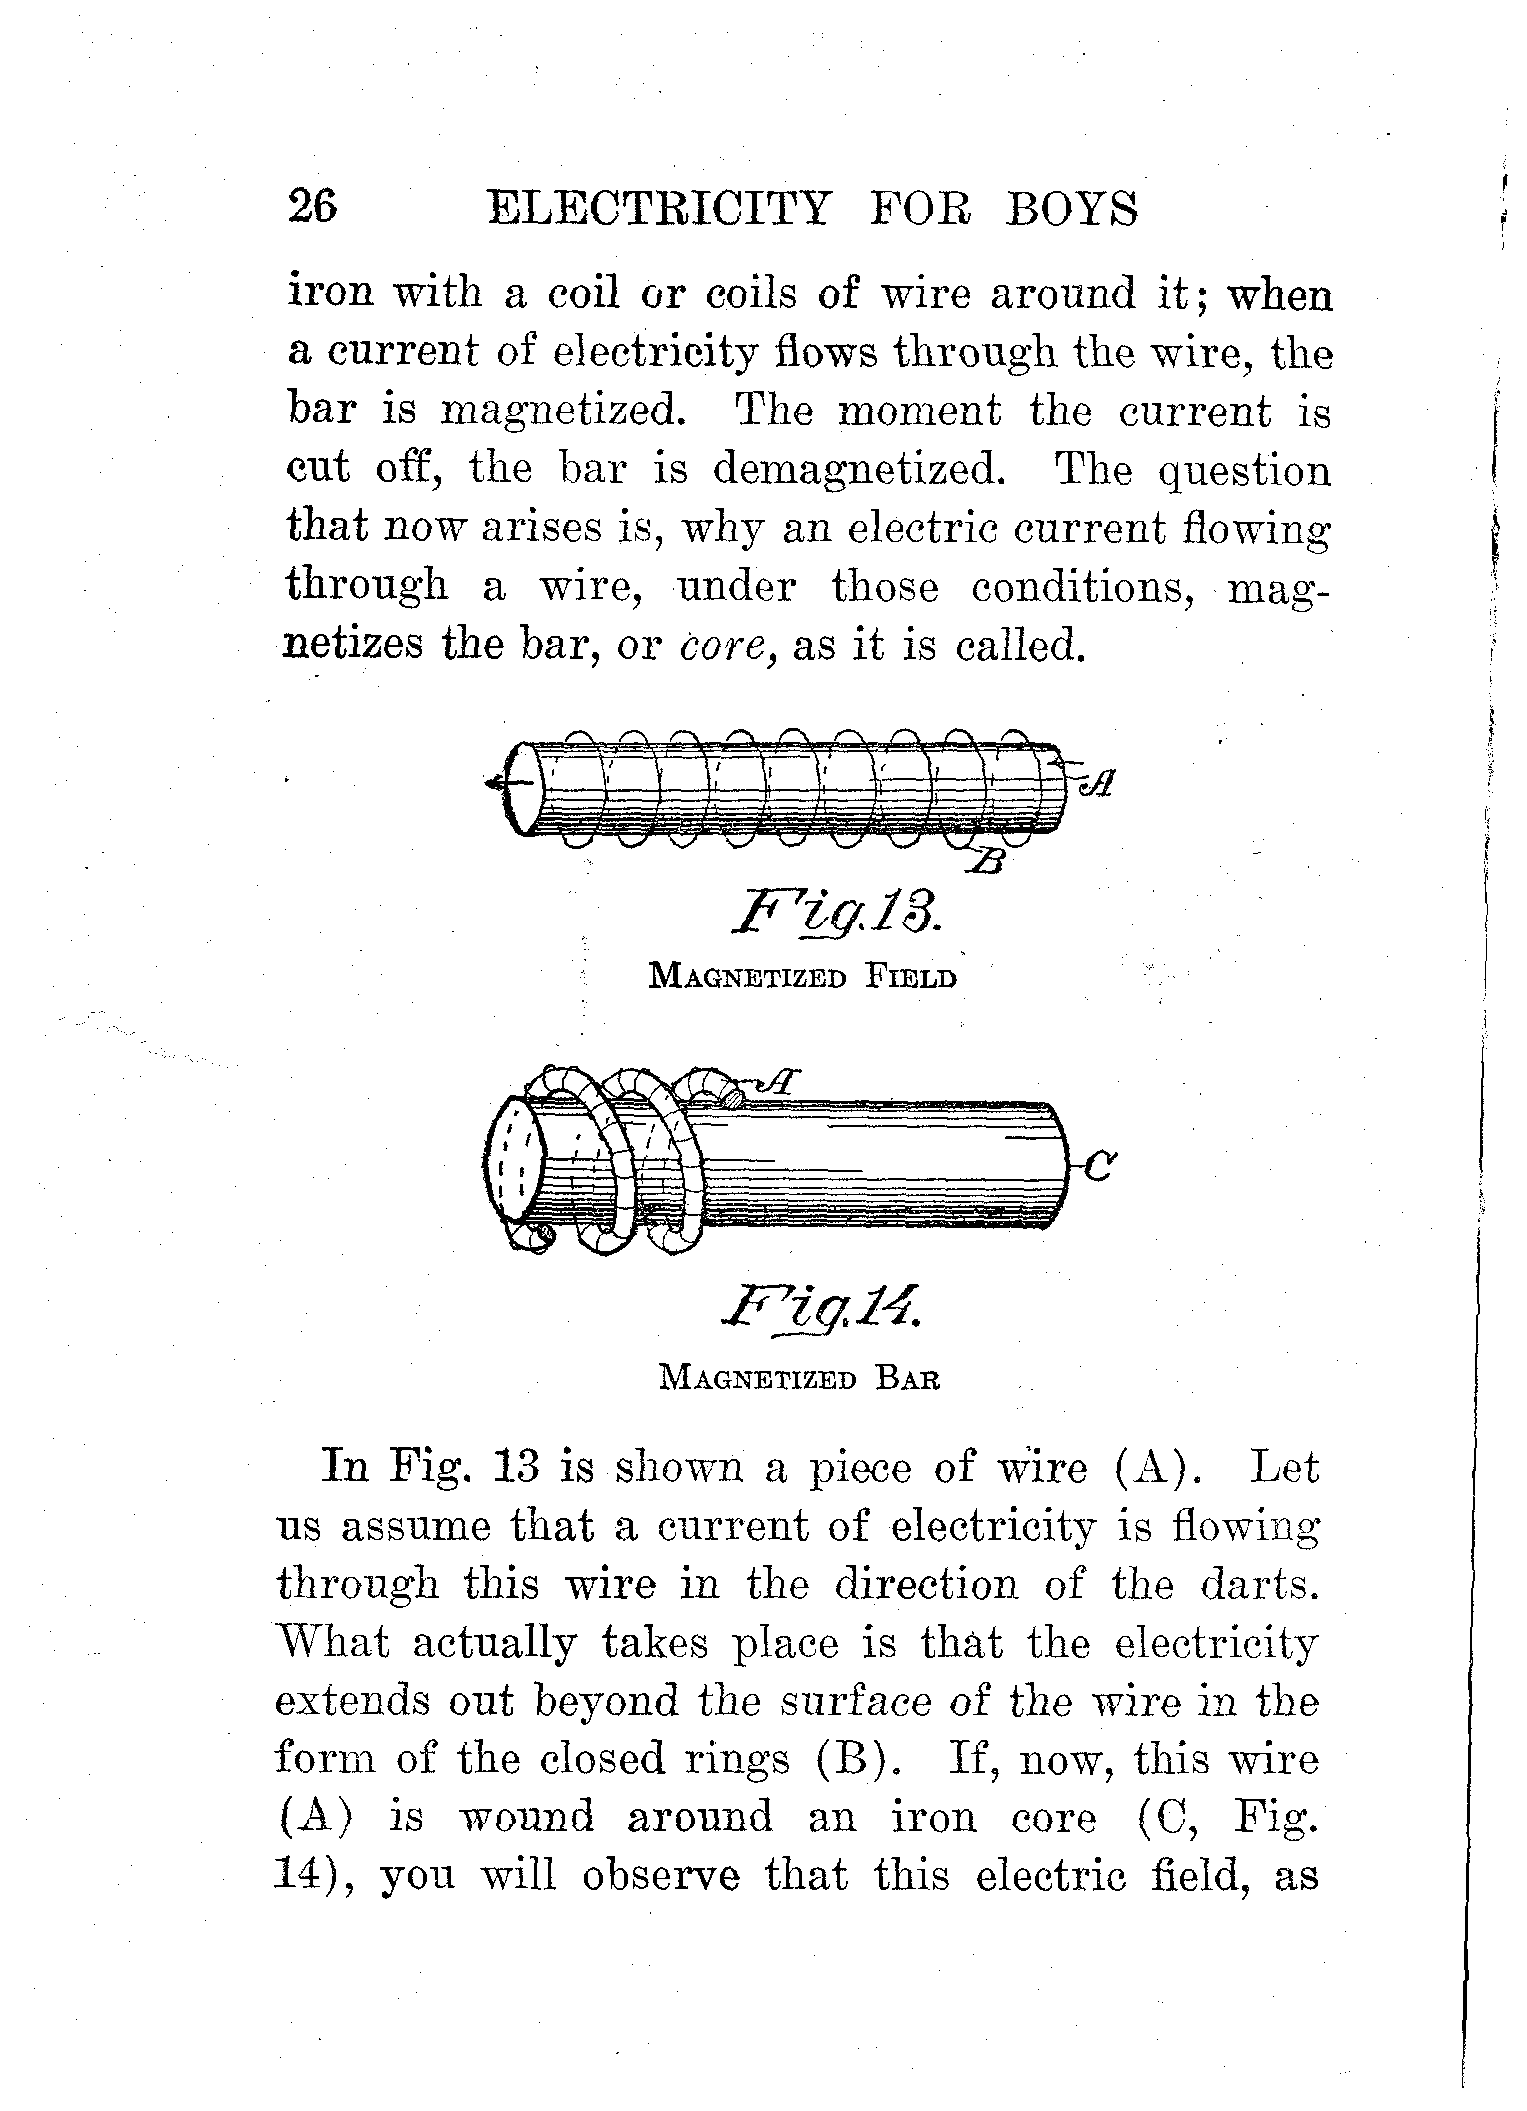 26 ELECTRICITY FOR BOYS
iron with a coil or coils of wire around it; when
a current of electricity flows through the wire, the
bar is magnetized. The moment the current is
cut off, the bar is demagnetized. The question
that now arises is, why an electric current flowing
through a wire, under those conditions, mag-
netizes the bar, or core, as it is called.
A
B
Fig.13.
MAGNETIZED FIELD
A
C
Fig.14.
MAGNETIZED BAR
In Fig. 13 is shown a piece of wire (A). Let
us assume that a current of electricity is flowing
through this wire in the direction of the darts.
What actually takes place is that the electricity
extends out beyond the surface of the wire in the
form of the closed rings (B). If, now, this wire
(A) is wound around an iron core (C, Fig.
14), you will observe that this electric field, as